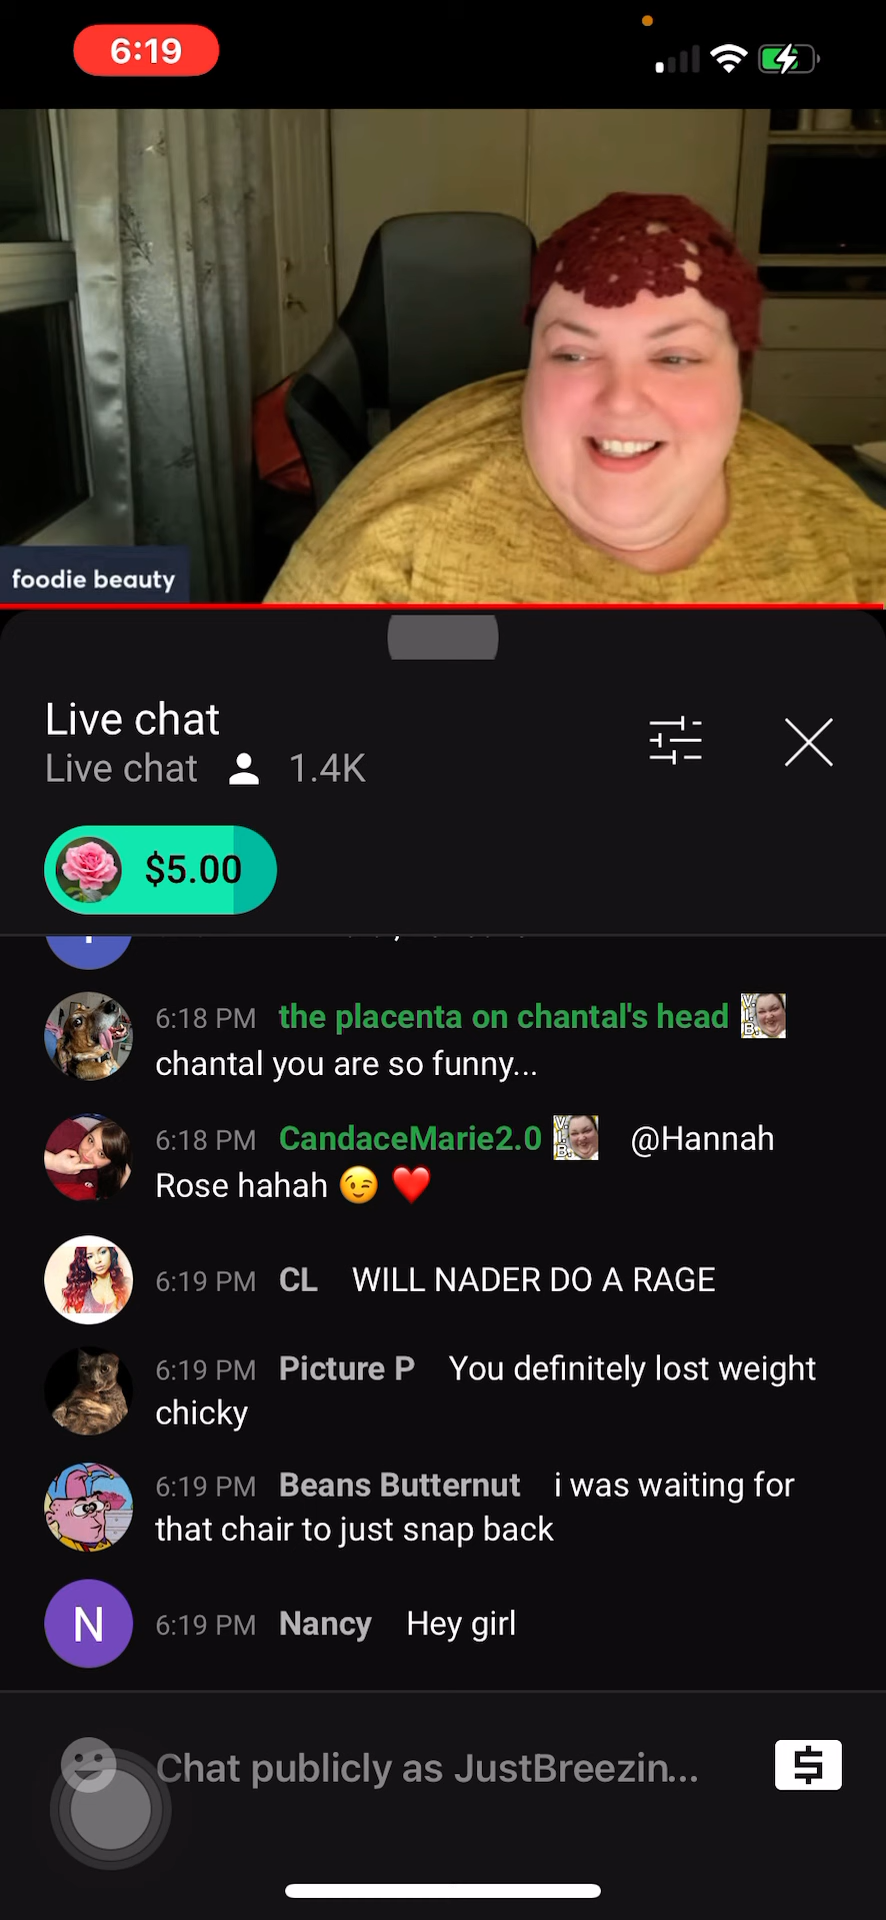 6:19
foodie beauty
Live chat
Live chat 1.4K
$5.00
6:18 PM the placenta on chantal's head V.I.B.
chantal you are so funny...
6:18 PM CandaceMarie2.0 V.I.B. @Hannah
Rose hahah 😉 ❤️
6:19 PM CL WILL NADER DO A RAGE
6:19 PM Picture P You definitely lost weight
chicky
6:19 PM Beans Butternut i was waiting for
that chair to just snap back
N 6:19 PM Nancy Hey girl
Chat publicly as JustBreezin...
$